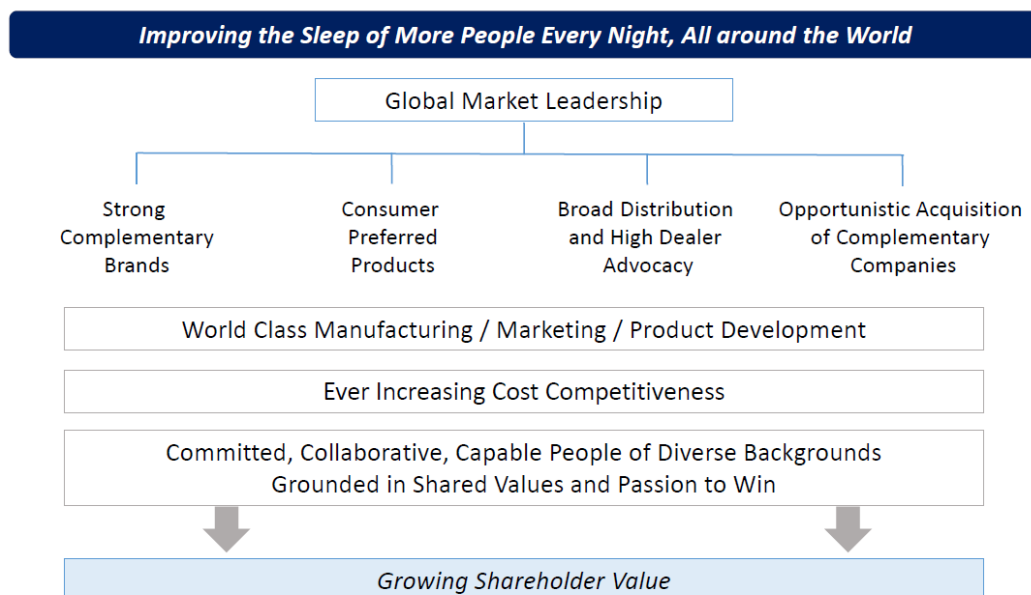 Improving the Sleep of More People Every Night, All around the World
Global Market Leadership
Strong
Complementary
Brands
Consumer
Preferred
Products
Broad Distribution
and High Dealer
Advocacy
Opportunistic Acquisition
of Complementary
Companies
World Class Manufacturing / Marketing / Product Development
Ever Increasing Cost Competitiveness
Committed, Collaborative, Capable People of Diverse Backgrounds
Grounded in Shared Values and Passion to Win
Growing Shareholder Value